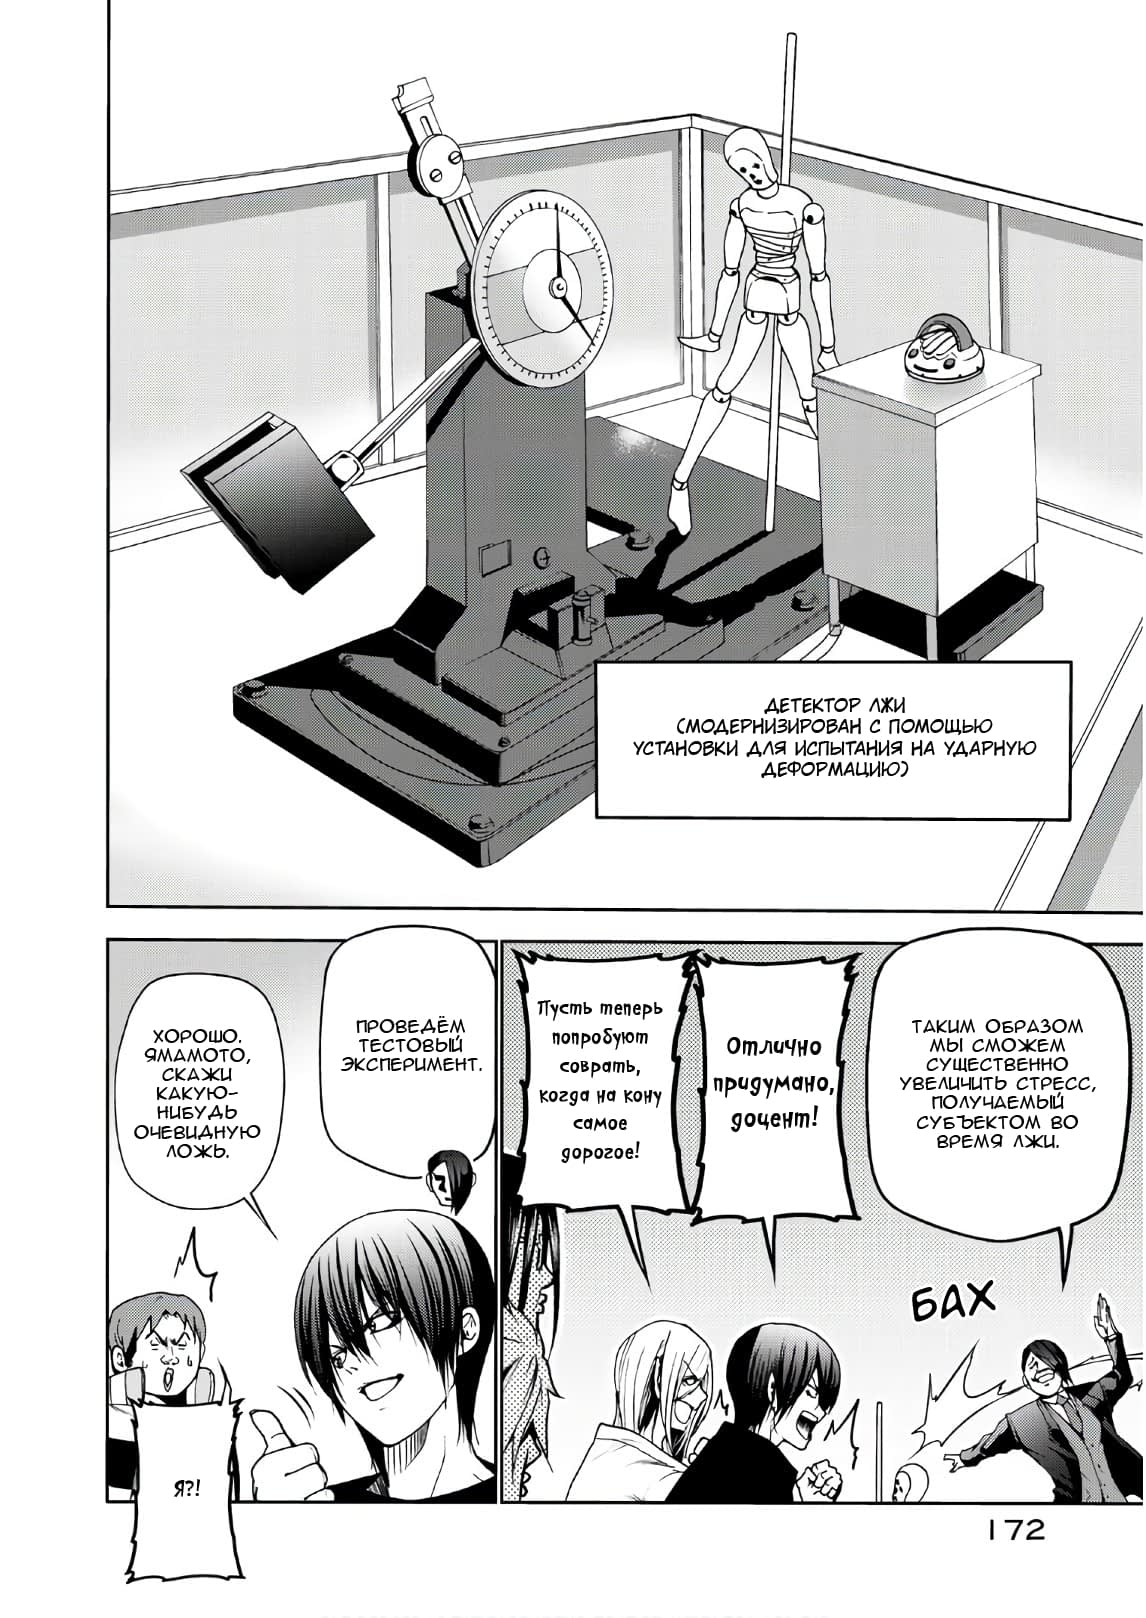 ДЕТЕКТОР ЛЖИ
(МОДЕРНИЗИРОВАН С ПОМОЩЬЮ
УСТАНОВКИ ДЛЯ ИСПЫТАНИЯ НА УДАРНУЮ
ДЕФОРМАЦИЮ)
ТАКИМ ОБРАЗОМ
МЫ СМОЖЕМ
СУЩЕСТВЕННО
УВЕЛИЧИТЬ СТРЕСС,
ПОЛУЧАЕМЫЙ
СУБЪЕКТОМ ВО
ВРЕМЯ ЛЖИ.
БАХ
Отлично
придумано,
доцент!
Пусть теперь
попробуют
соврать,
когда на кону
самое
дорогое!
ПРОВЕДЁМ
ТЕСТОВЫЙ
ЭКСПЕРИМЕНТ.
ХОРОШО.
ЯМАМОТО,
СКАЖИ
КАКУЮ-
НИБУДЬ
ОЧЕВИДНУЮ
ЛОЖЬ.
Я?!
172